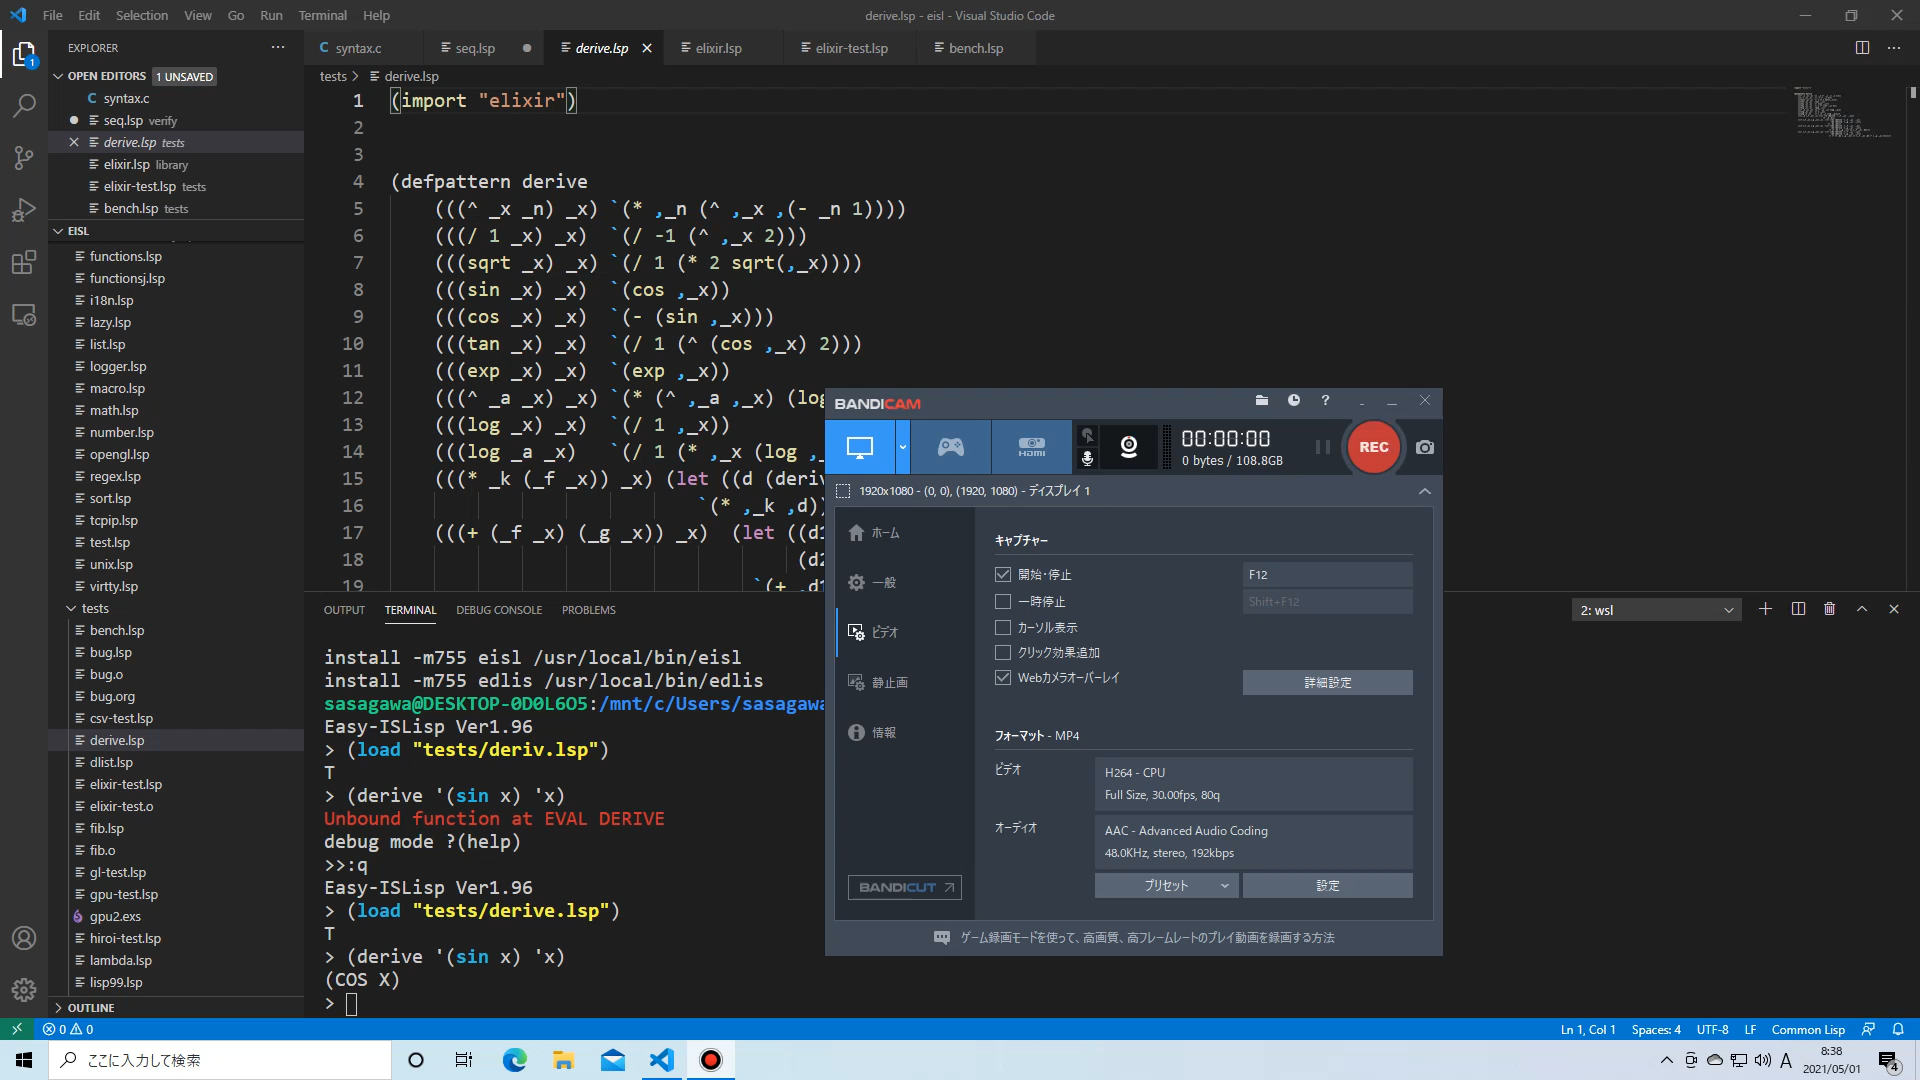 File Edit Selection View Go Run Terminal Help
derive.lsp - eisl - Visual Studio Code
EXPLORER
OPEN EDITORS 1 UNSAVED
C syntax.c
seq.lsp verify
derive.lsp tests
elixir.lsp library
elixir-test.lsp tests
bench.lsp tests
EISL
functions.lsp
functionsj.lsp
i18n.lsp
lazy.lsp
list.lsp
logger.lsp
macro.lsp
math.lsp
number.lsp
opengl.lsp
regex.lsp
sort.lsp
tcpip.lsp
test.lsp
unix.lsp
virtty.lsp
tests
bench.lsp
bug.lsp
bug.o
bug.org
csv-test.lsp
derive.lsp
dlist.lsp
elixir-test.lsp
elixir-test.o
fib.lsp
fib.o
gl-test.lsp
gpu-test.lsp
gpu2.exs
hiroi-test.lsp
lambda.lsp
lisp99.lsp
OUTLINE
C syntax.c seq.lsp derive.lsp elixir.lsp elixir-test.lsp bench.lsp
tests > derive.lsp
1 (import "elixir")
2
3
4 (defpattern derive
5 (((^ _x _n) _x) `(* ,_n (^ ,_x ,(- _n 1))))
6 (((/ 1 _x) _x) `(/ -1 (^ ,_x 2)))
7 (((sqrt _x) _x) `(/ 1 (* 2 sqrt(,_x))))
8 (((sin _x) _x) `(cos ,_x))
9 (((cos _x) _x) `(- (sin ,_x)))
10 (((tan _x) _x) `(/ 1 (^ (cos ,_x) 2)))
11 (((exp _x) _x) `(exp ,_x))
12 (((^ _a _x) _x) `(* (^ ,_a ,_x) (log
13 (((log _x) _x) `(/ 1 ,_x))
14 (((log _a _x) `(/ 1 (* ,_x (log ,_
15 (((* _k (_f _x)) _x) (let ((d (deriv
16 `(* ,_k ,d))
17 (((+ (_f _x) (_g _x)) _x) (let ((d1
18 (d2
19 `(+ ,d1
OUTPUT TERMINAL DEBUG CONSOLE PROBLEMS
2: wsl
install -m755 eisl /usr/local/bin/eisl
install -m755 edlis /usr/local/bin/edlis
sasagawa@DESKTOP-0D0L6O5:/mnt/c/Users/sasagawa
Easy-ISLisp Ver1.96
> (load "tests/deriv.lsp")
T
> (derive '(sin x) 'x)
Unbound function at EVAL DERIVE
debug mode ?(help)
>>:q
Easy-ISLisp Ver1.96
> (load "tests/derive.lsp")
T
> (derive '(sin x) 'x)
(COS X)
>
BANDICAM
HDMI
00:00:00
0 bytes / 108.8GB
REC
1920x1080 - (0, 0), (1920, 1080) - ディスプレイ 1
ホーム
一般
ビデオ
静止画
情報
BANDICUT
キャプチャー
開始・停止 F12
一時停止 Shift+F12
カーソル表示
クリック効果追加
Webカメラオーバーレイ 詳細設定
フォーマット - MP4
ビデオ
H264 - CPU
Full Size, 30.00fps, 80q
オーディオ
AAC - Advanced Audio Coding
48.0KHz, stereo, 192kbps
プリセット 設定
ゲーム録画モードを使って、高画質、高フレームレートのプレイ動画を録画する方法
0 0
Ln 1, Col 1 Spaces: 4 UTF-8 LF Common Lisp
ここに入力して検索
A
8:38
2021/05/01
4